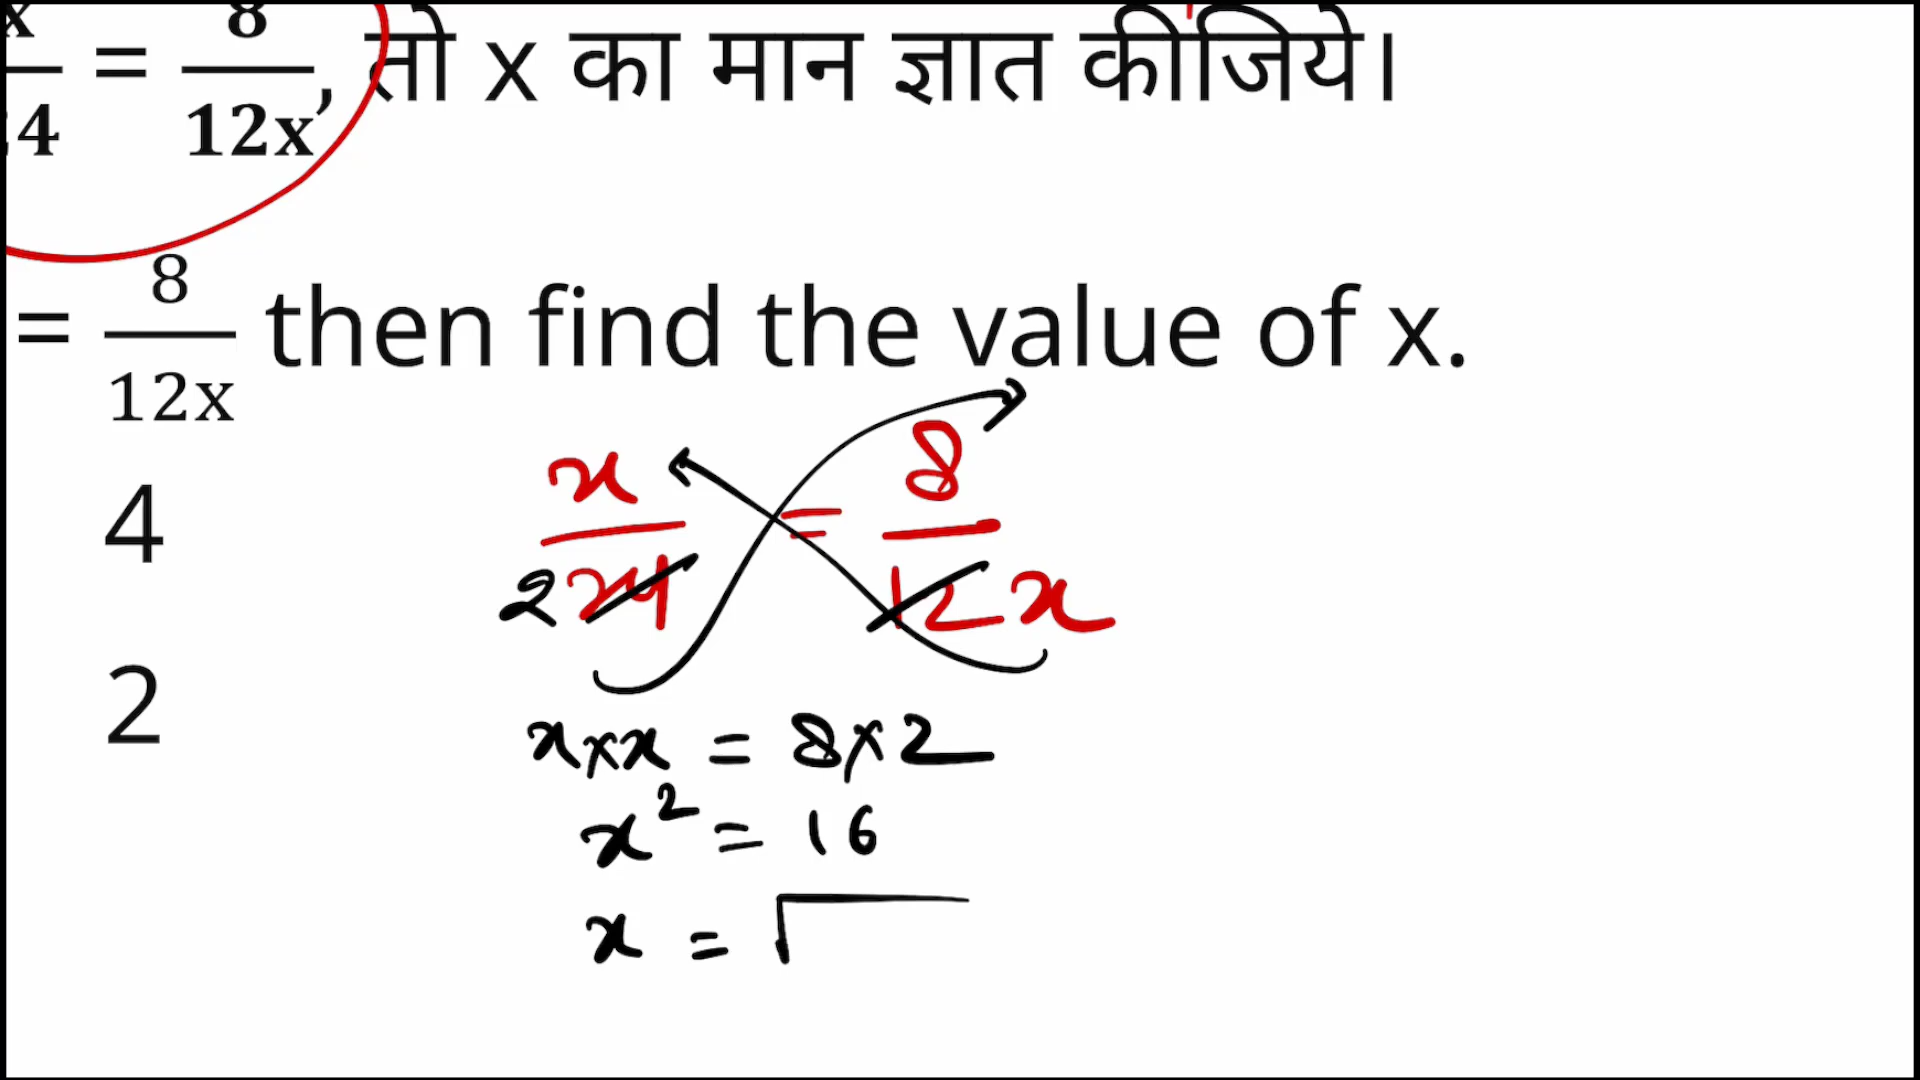 x/24 = 8/12x, तो x का मान ज्ञात कीजिये।
= 8/12x then find the value of x.
4
2
x/24 = 8/12x
2
x×x = 8×2
x² = 16
x = √